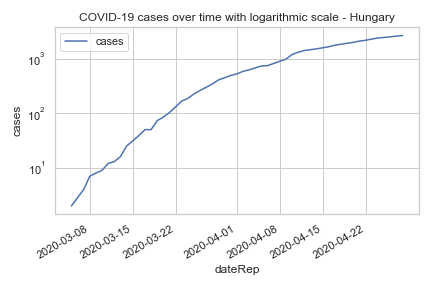 COVID-19 cases over time with logarithmic scale - Hungary
cases
10³
10²
10¹
cases
2020-03-08
2020-03-15
2020-03-22
2020-04-01
2020-04-08
2020-04-15
2020-04-22
dateRep